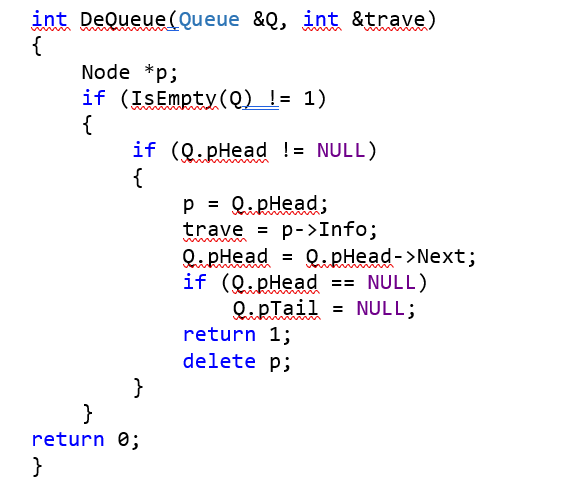 int DeQueue(Queue &Q, int &trave)
{
    Node *p;
    if (IsEmpty(Q) != 1)
    {
        if (Q.pHead != NULL)
        {
            p = Q.pHead;
            trave = p->Info;
            Q.pHead = Q.pHead->Next;
            if (Q.pHead == NULL)
                Q.pTail = NULL;
            return 1;
            delete p;
        }
    }
return 0;
}